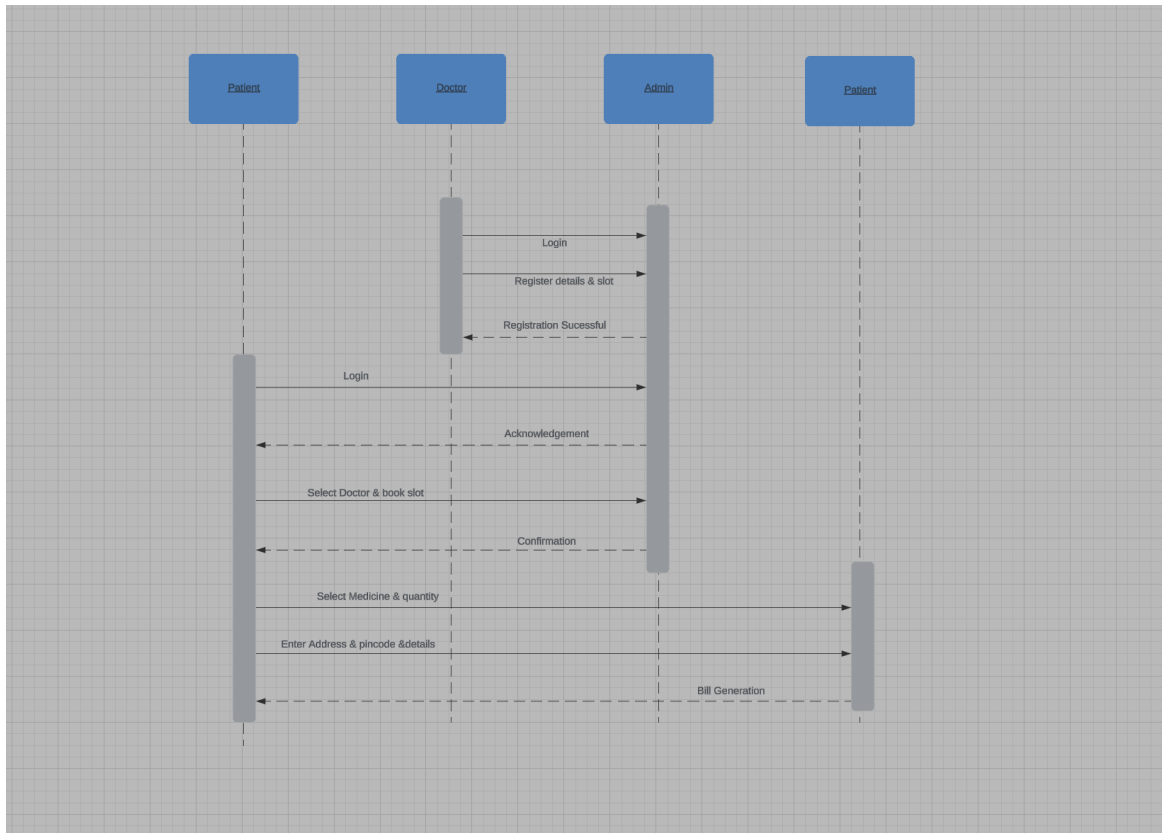 Patient
Doctor
Admin
Patient
Login
Register details & slot
Registration Sucessful
Login
Acknowledgement
Select Doctor & book slot
Confirmation
Select Medicine & quantity
Enter Address & pincode &details
Bill Generation